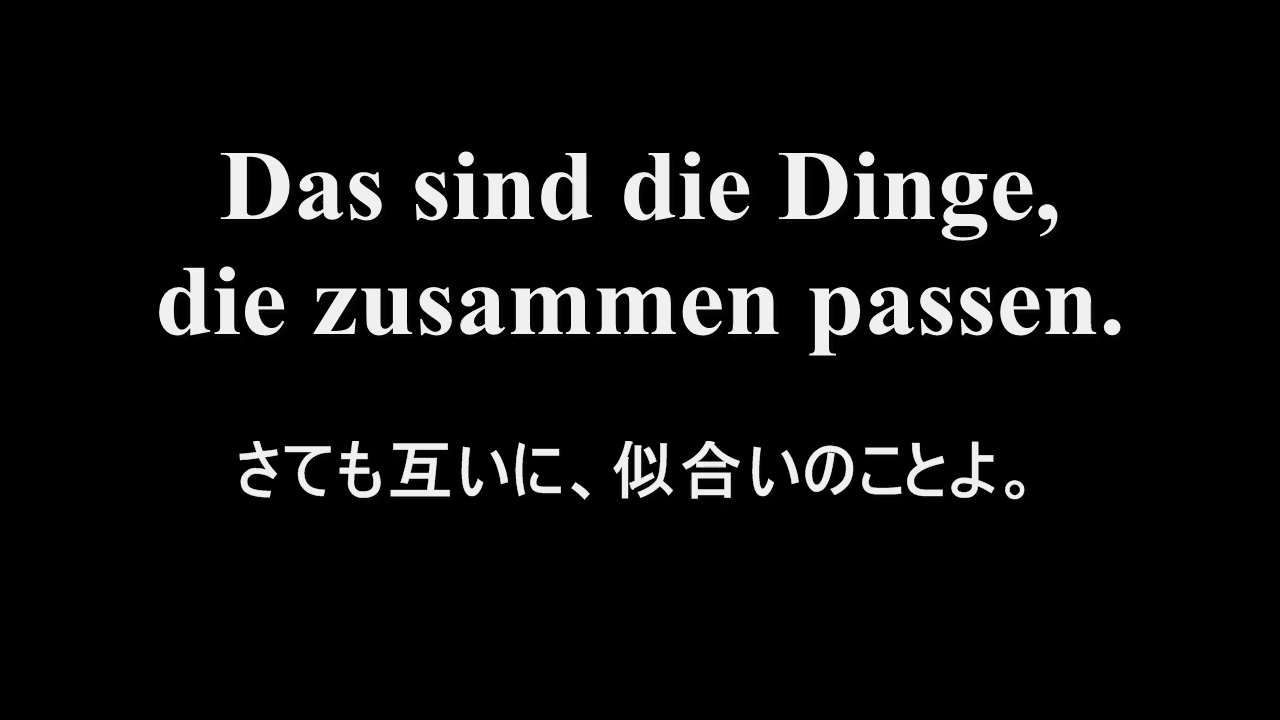 Das sind die Dinge,
die zusammen passen.
さても互いに、似合いのことよ。